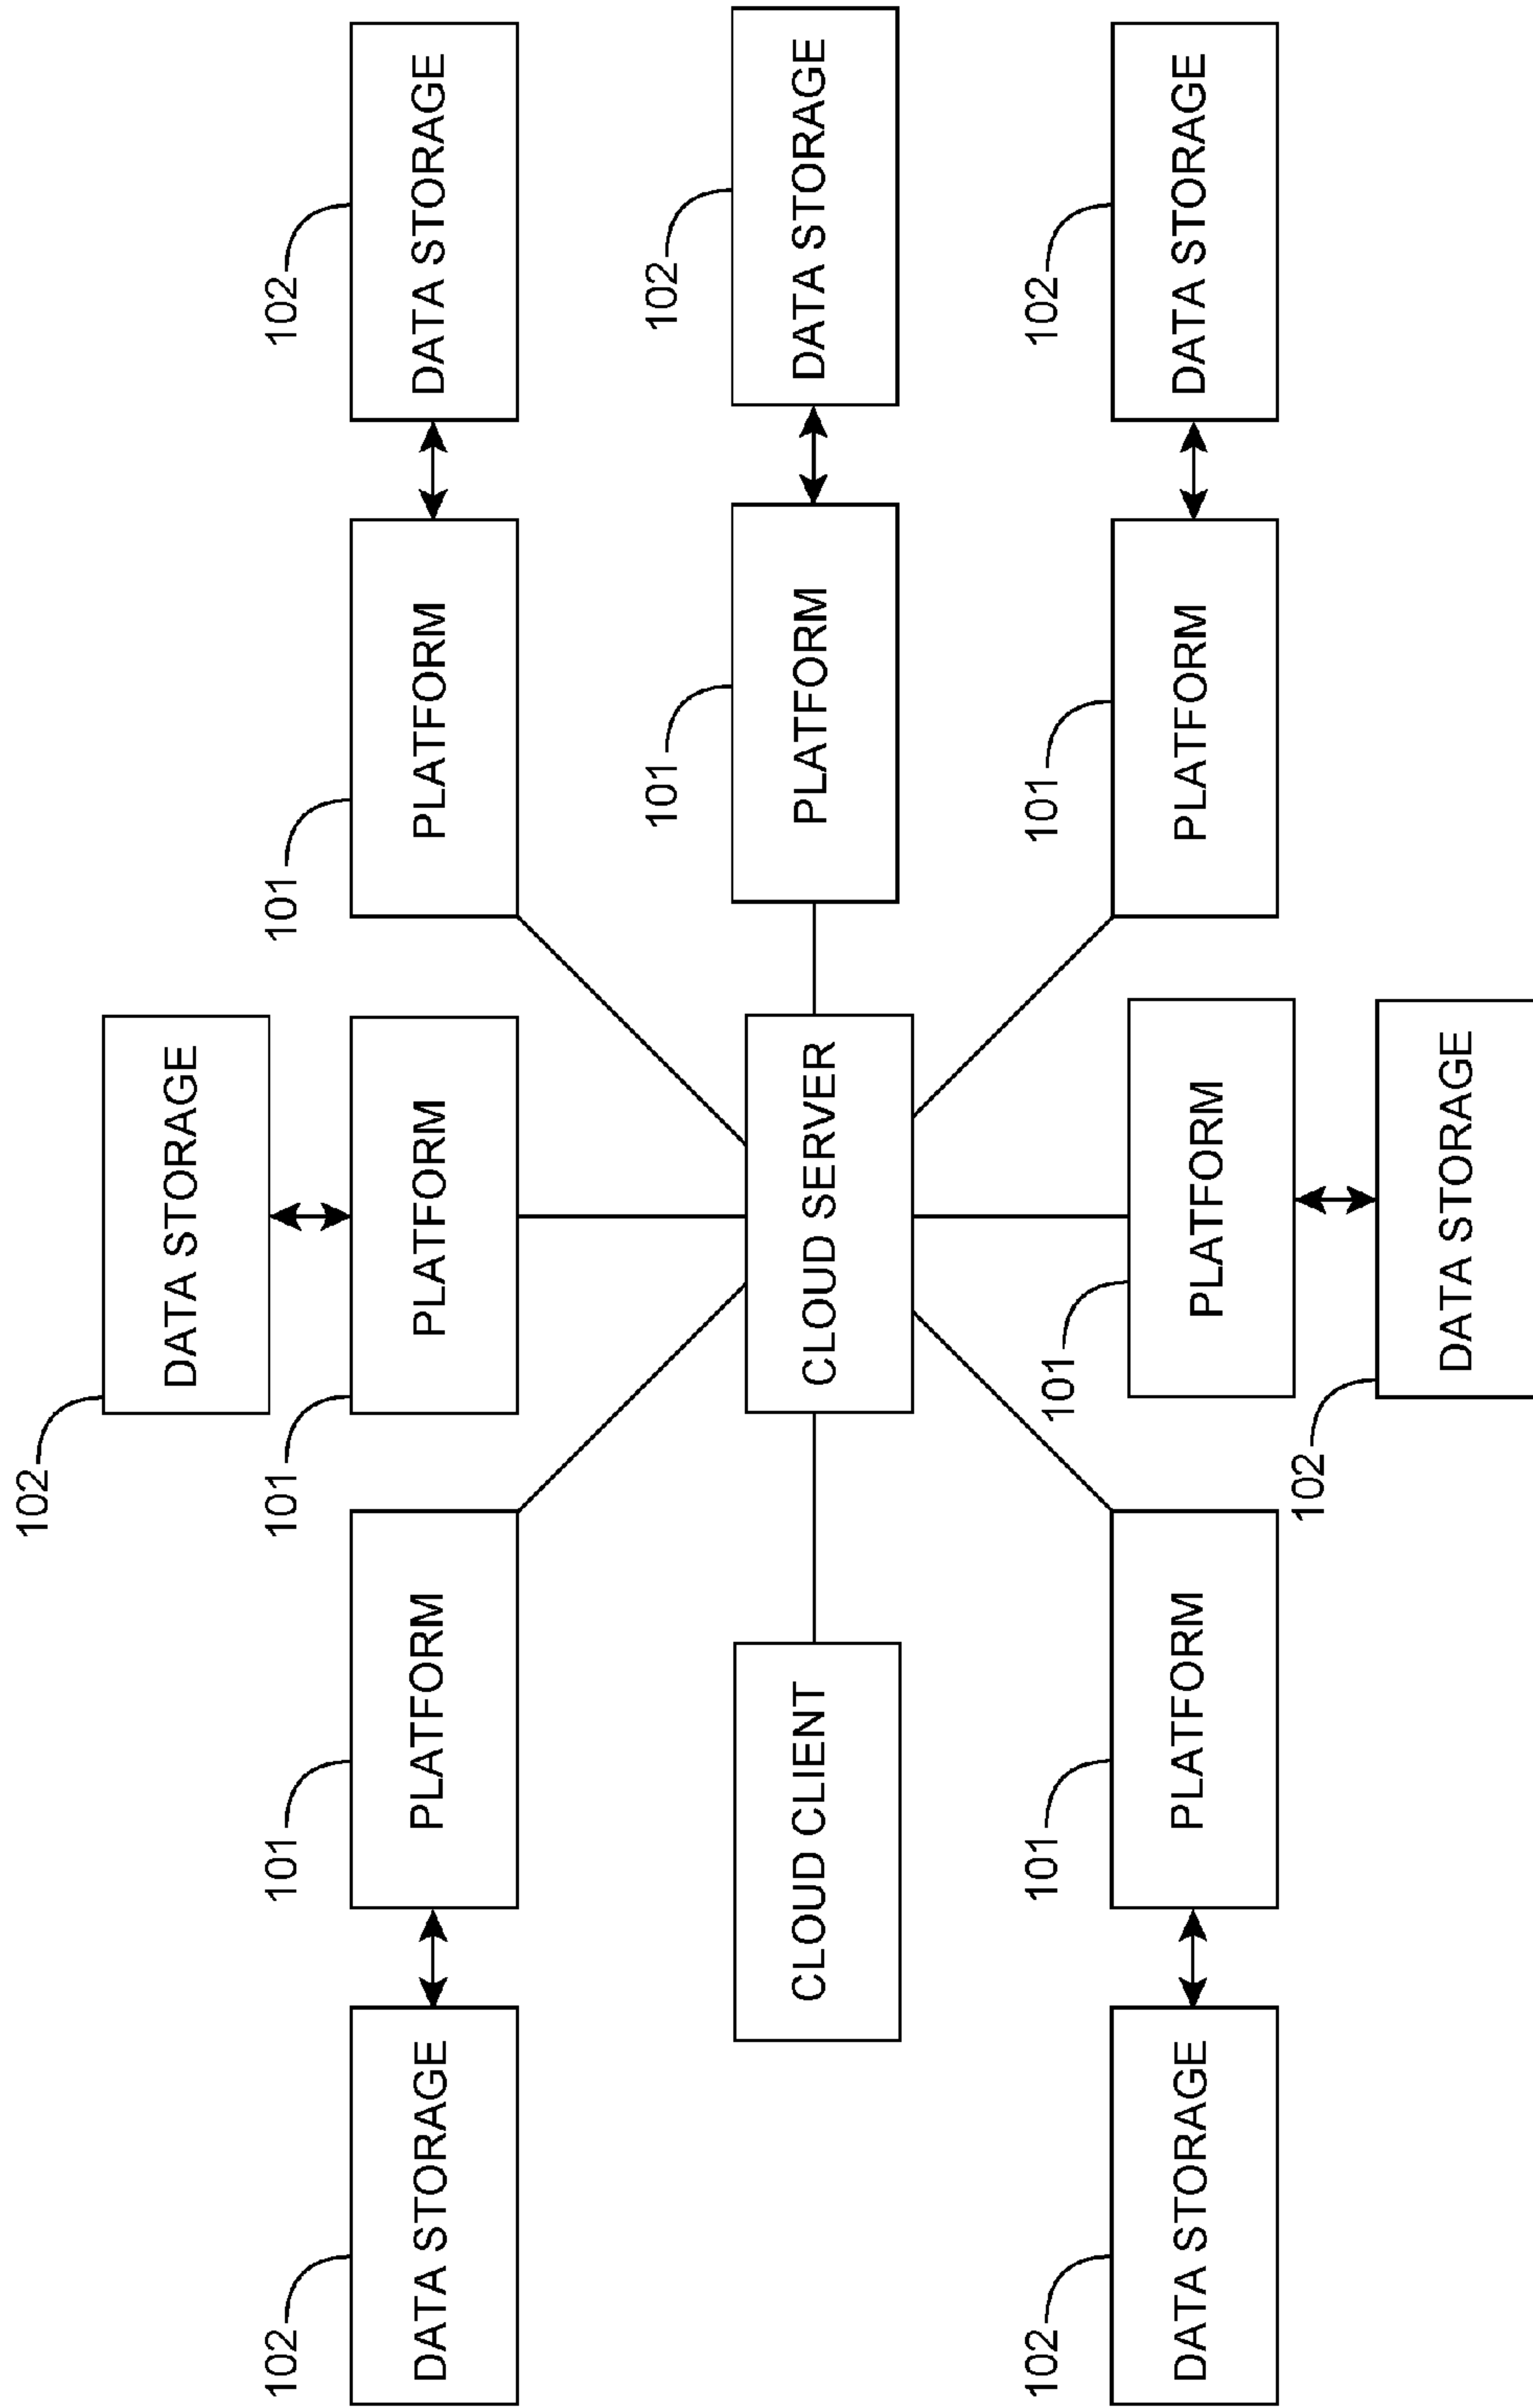 102
DATA STORAGE
102
101
101
101
102
DATA STORAGE
PLATFORM
PLATFORM
PLATFORM
DATA STORAGE
101
102
CLOUD CLIENT
CLOUD SERVER
PLATFORM
DATA STORAGE
102
101
101
101
102
DATA STORAGE
PLATFORM
PLATFORM
PLATFORM
DATA STORAGE
102
DATA STORAGE